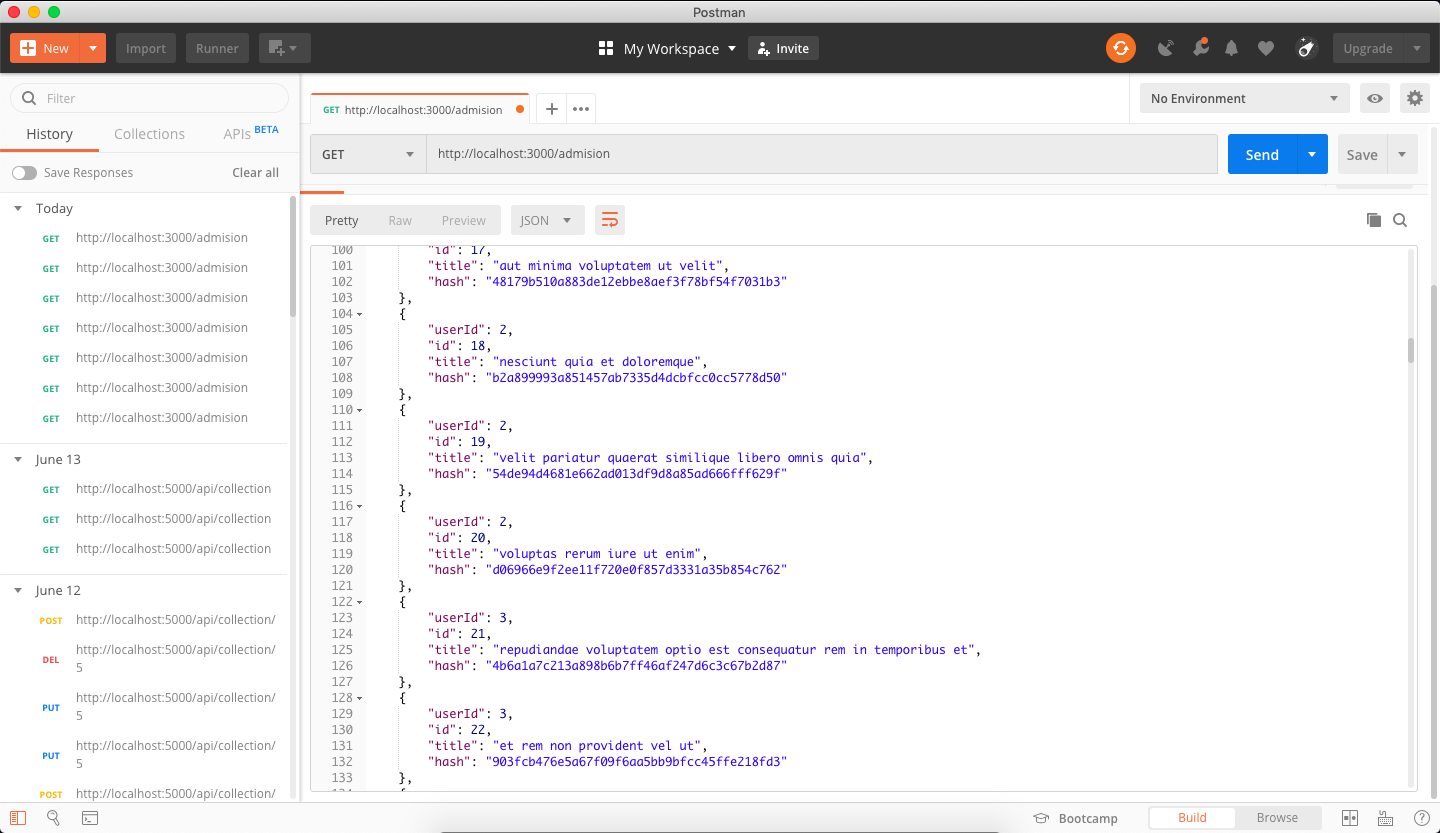 Postman
New
Import
Runner
My Workspace
Invite
Upgrade
Filter
History
Collections
APIs BETA
Save Responses
Clear all
Today
GET http://localhost:3000/admision
GET http://localhost:3000/admision
GET http://localhost:3000/admision
GET http://localhost:3000/admision
GET http://localhost:3000/admision
GET http://localhost:3000/admision
GET http://localhost:3000/admision
June 13
GET http://localhost:5000/api/collection
GET http://localhost:5000/api/collection
GET http://localhost:5000/api/collection
June 12
POST http://localhost:5000/api/collection/
DEL http://localhost:5000/api/collection/
5
PUT http://localhost:5000/api/collection/
5
PUT http://localhost:5000/api/collection/
5
POST http://localhost:5000/api/collection/
GET http://localhost:3000/admision
No Environment
GET http://localhost:3000/admision
Send
Save
Pretty
Raw
Preview
JSON
100 "id": 17,
101 "title": "aut minima voluptatem ut velit",
102 "hash": "48179b510a883de12ebbe8aef3f78bf54f7031b3"
103 },
104 {
105 "userId": 2,
106 "id": 18,
107 "title": "nesciunt quia et doloremque",
108 "hash": "b2a899993a851457ab7335d4dcbfcc0cc5778d50"
109 },
110 {
111 "userId": 2,
112 "id": 19,
113 "title": "velit pariatur quaerat similique libero omnis quia",
114 "hash": "54de94d4681e662ad013df9d8a85ad666fff629f"
115 },
116 {
117 "userId": 2,
118 "id": 20,
119 "title": "voluptas rerum iure ut enim",
120 "hash": "d06966e9f2ee11f720e0f857d3331a35b854c762"
121 },
122 {
123 "userId": 3,
124 "id": 21,
125 "title": "repudiandae voluptatem optio est consequatur rem in temporibus et",
126 "hash": "4b6a1a7c213a898b6b7ff46af247d6c3c67b2d87"
127 },
128 {
129 "userId": 3,
130 "id": 22,
131 "title": "et rem non provident vel ut",
132 "hash": "903fcb476e5a67f09f6aa5bb9bfcc45ffe218fd3"
133 },
Bootcamp
Build
Browse